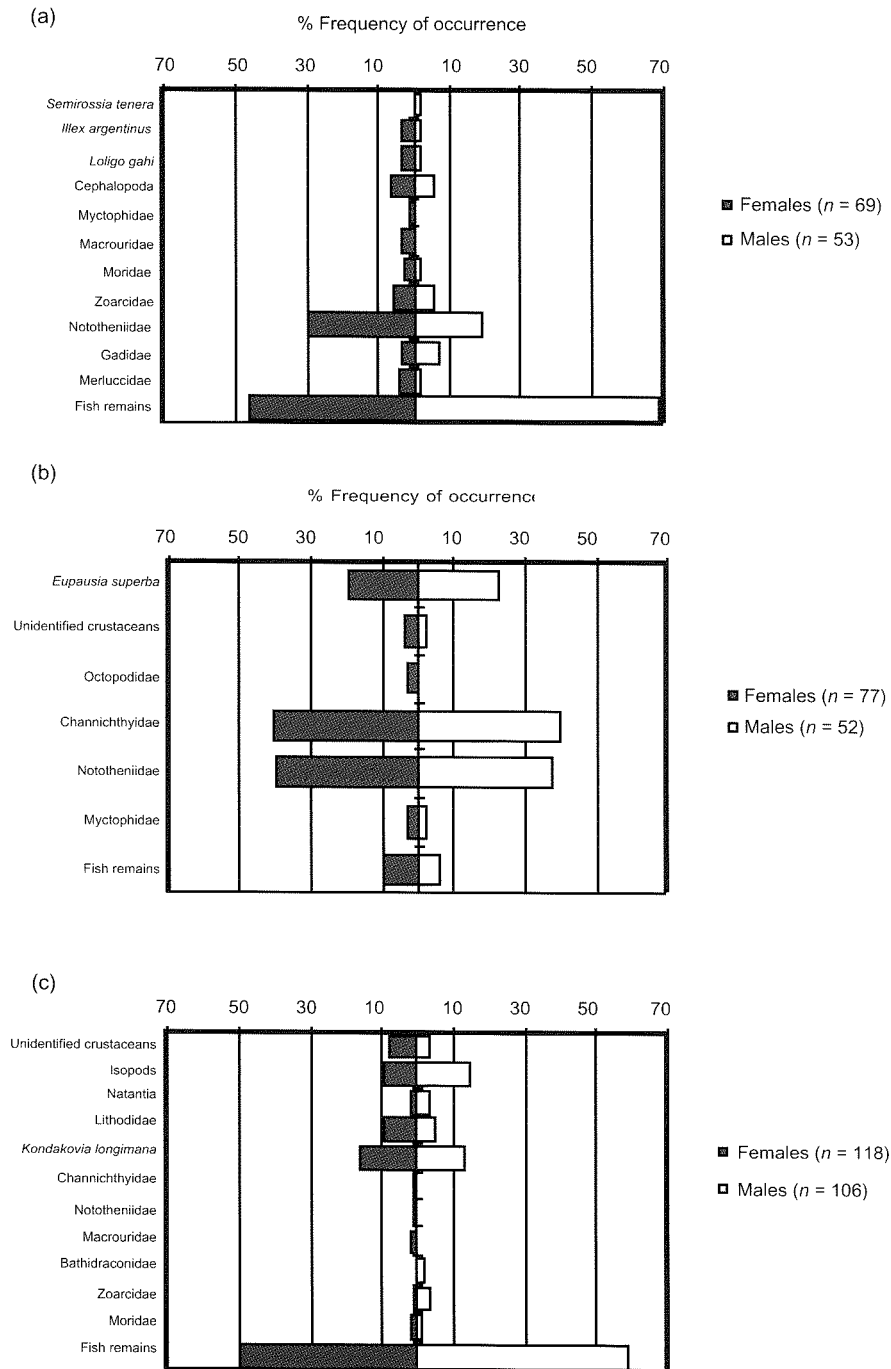 (a)
% Frequency of occurrence
70 50 30 10 10 30 50 70
Semirossia tenera
Illex argentinus
Loligo gahi
Cephalopoda
Myctophidae
Macrouridae
Moridae
Zoarcidae
Nototheniidae
Gadidae
Merluccidae
Fish remains
Females (n = 69)
Males (n = 53)
(b)
% Frequency of occurrence
70 50 30 10 10 30 50 70
Eupausia superba
Unidentified crustaceans
Octopodidae
Channichthyidae
Nototheniidae
Myctophidae
Fish remains
Females (n = 77)
Males (n = 52)
(c)
70 50 30 10 10 30 50 70
Unidentified crustaceans
Isopods
Natantia
Lithodidae
Kondakovia longimana
Channichthyidae
Nototheniidae
Macrouridae
Bathidraconidae
Zoarcidae
Moridae
Fish remains
Females (n = 118)
Males (n = 106)